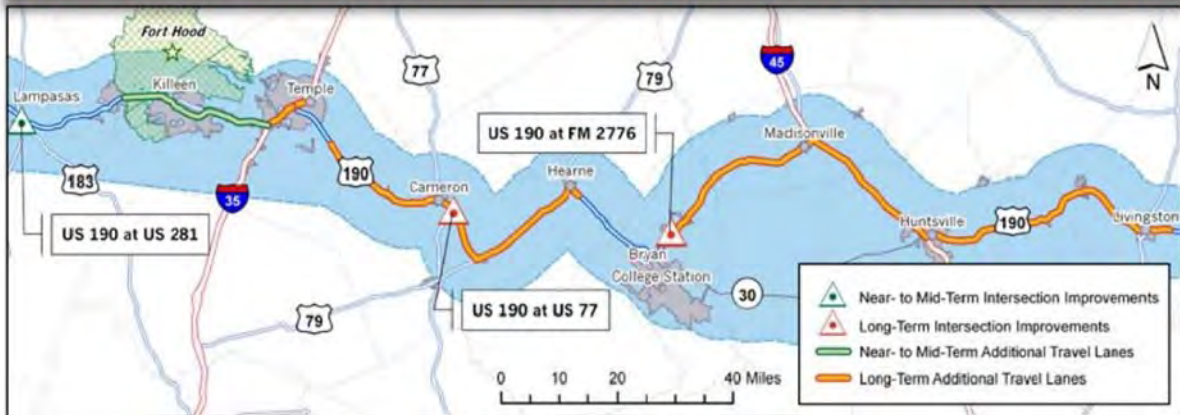 Fort Hood
77
45
N
Killeen
Temple
79
Lampasas
US 190 at FM 2776
Madisonville
183
190
Cameron
Hearne
35
Huntsville
190
Livingston
US 190 at US 281
Bryan
College Station
30
79
US 190 at US 77
0 10 20 40 Miles
Near- to Mid-Term Intersection Improvements
Long-Term Intersection Improvements
Near- to Mid-Term Additional Travel Lanes
Long-Term Additional Travel Lanes